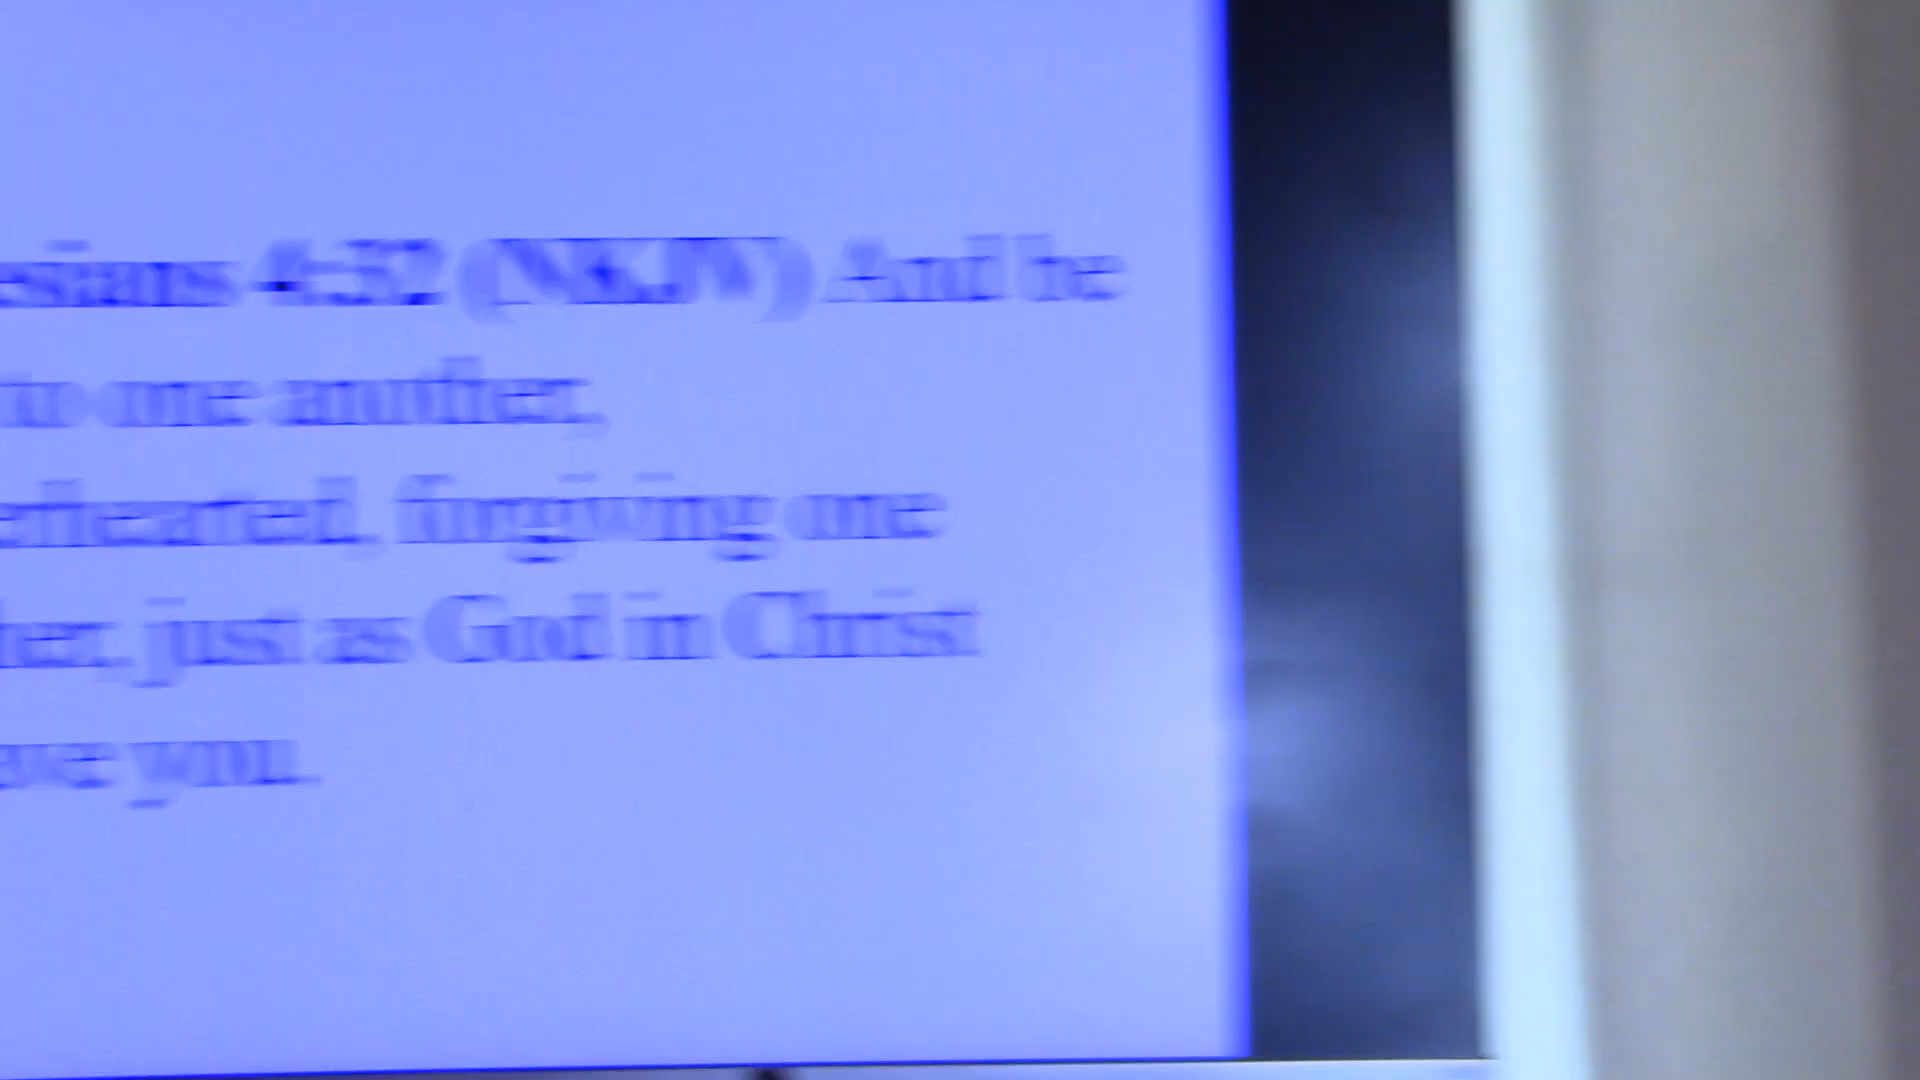 esians 4:32 (NKJV) And be
to one another,
erhearted, forgiving one
her, just as God in Christ
ave you.